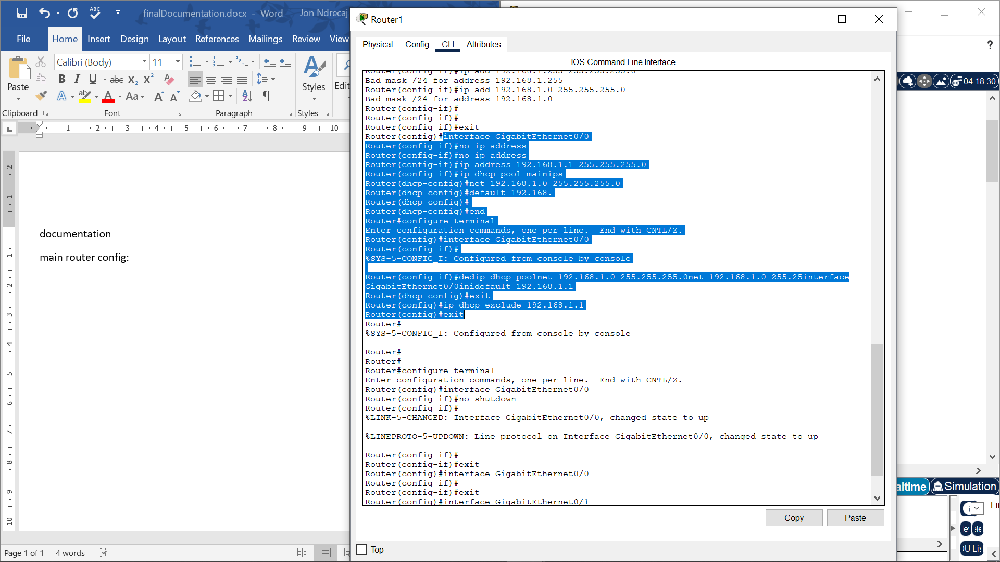 finalDocumentation.docx - Word
Jon Ndrecaj
File
Home
Insert
Design
Layout
References
Mailings
Review
View
Calibri (Body)
11
Paste
Styles
Edit
Clipboard
Font
Paragraph
Styles
documentation
main router config:
Page 1 of 1
4 words
Router1
Physical
Config
CLI
Attributes
IOS Command Line Interface
Router(config-if)#ip add 192.168.1.255 255.255.255.0
Bad mask /24 for address 192.168.1.255
Router(config-if)#ip add 192.168.1.0 255.255.255.0
Bad mask /24 for address 192.168.1.0
Router(config-if)#
Router(config-if)#
Router(config-if)#exit
Router(config)#interface GigabitEthernet0/0
Router(config-if)#no ip address
Router(config-if)#no ip address
Router(config-if)#ip address 192.168.1.1 255.255.255.0
Router(config-if)#ip dhcp pool mainips
Router(dhcp-config)#net 192.168.1.0 255.255.255.0
Router(dhcp-config)#default 192.168.
Router(dhcp-config)#
Router(dhcp-config)#end
Router#configure terminal
Enter configuration commands, one per line.  End with CNTL/Z.
Router(config)#interface GigabitEthernet0/0
Router(config-if)#
%SYS-5-CONFIG_I: Configured from console by console
Router(config-if)#dedip dhcp poolnet 192.168.1.0 255.255.255.0net 192.168.1.0 255.25interface
GigabitEthernet0/0inidefault 192.168.1.1
Router(dhcp-config)#exit
Router(config)#ip dhcp exclude 192.168.1.1
Router(config)#exit
Router#
%SYS-5-CONFIG_I: Configured from console by console
Router#
Router#
Router#configure terminal
Enter configuration commands, one per line.  End with CNTL/Z.
Router(config)#interface GigabitEthernet0/0
Router(config-if)#no shutdown
Router(config-if)#
%LINK-5-CHANGED: Interface GigabitEthernet0/0, changed state to up
%LINEPROTO-5-UPDOWN: Line protocol on Interface GigabitEthernet0/0, changed state to up
Router(config-if)#
Router(config-if)#exit
Router(config)#interface GigabitEthernet0/0
Router(config-if)#
Router(config-if)#exit
Router(config)#interface GigabitEthernet0/1
Copy
Paste
Top
04:18:30
altime
Simulation